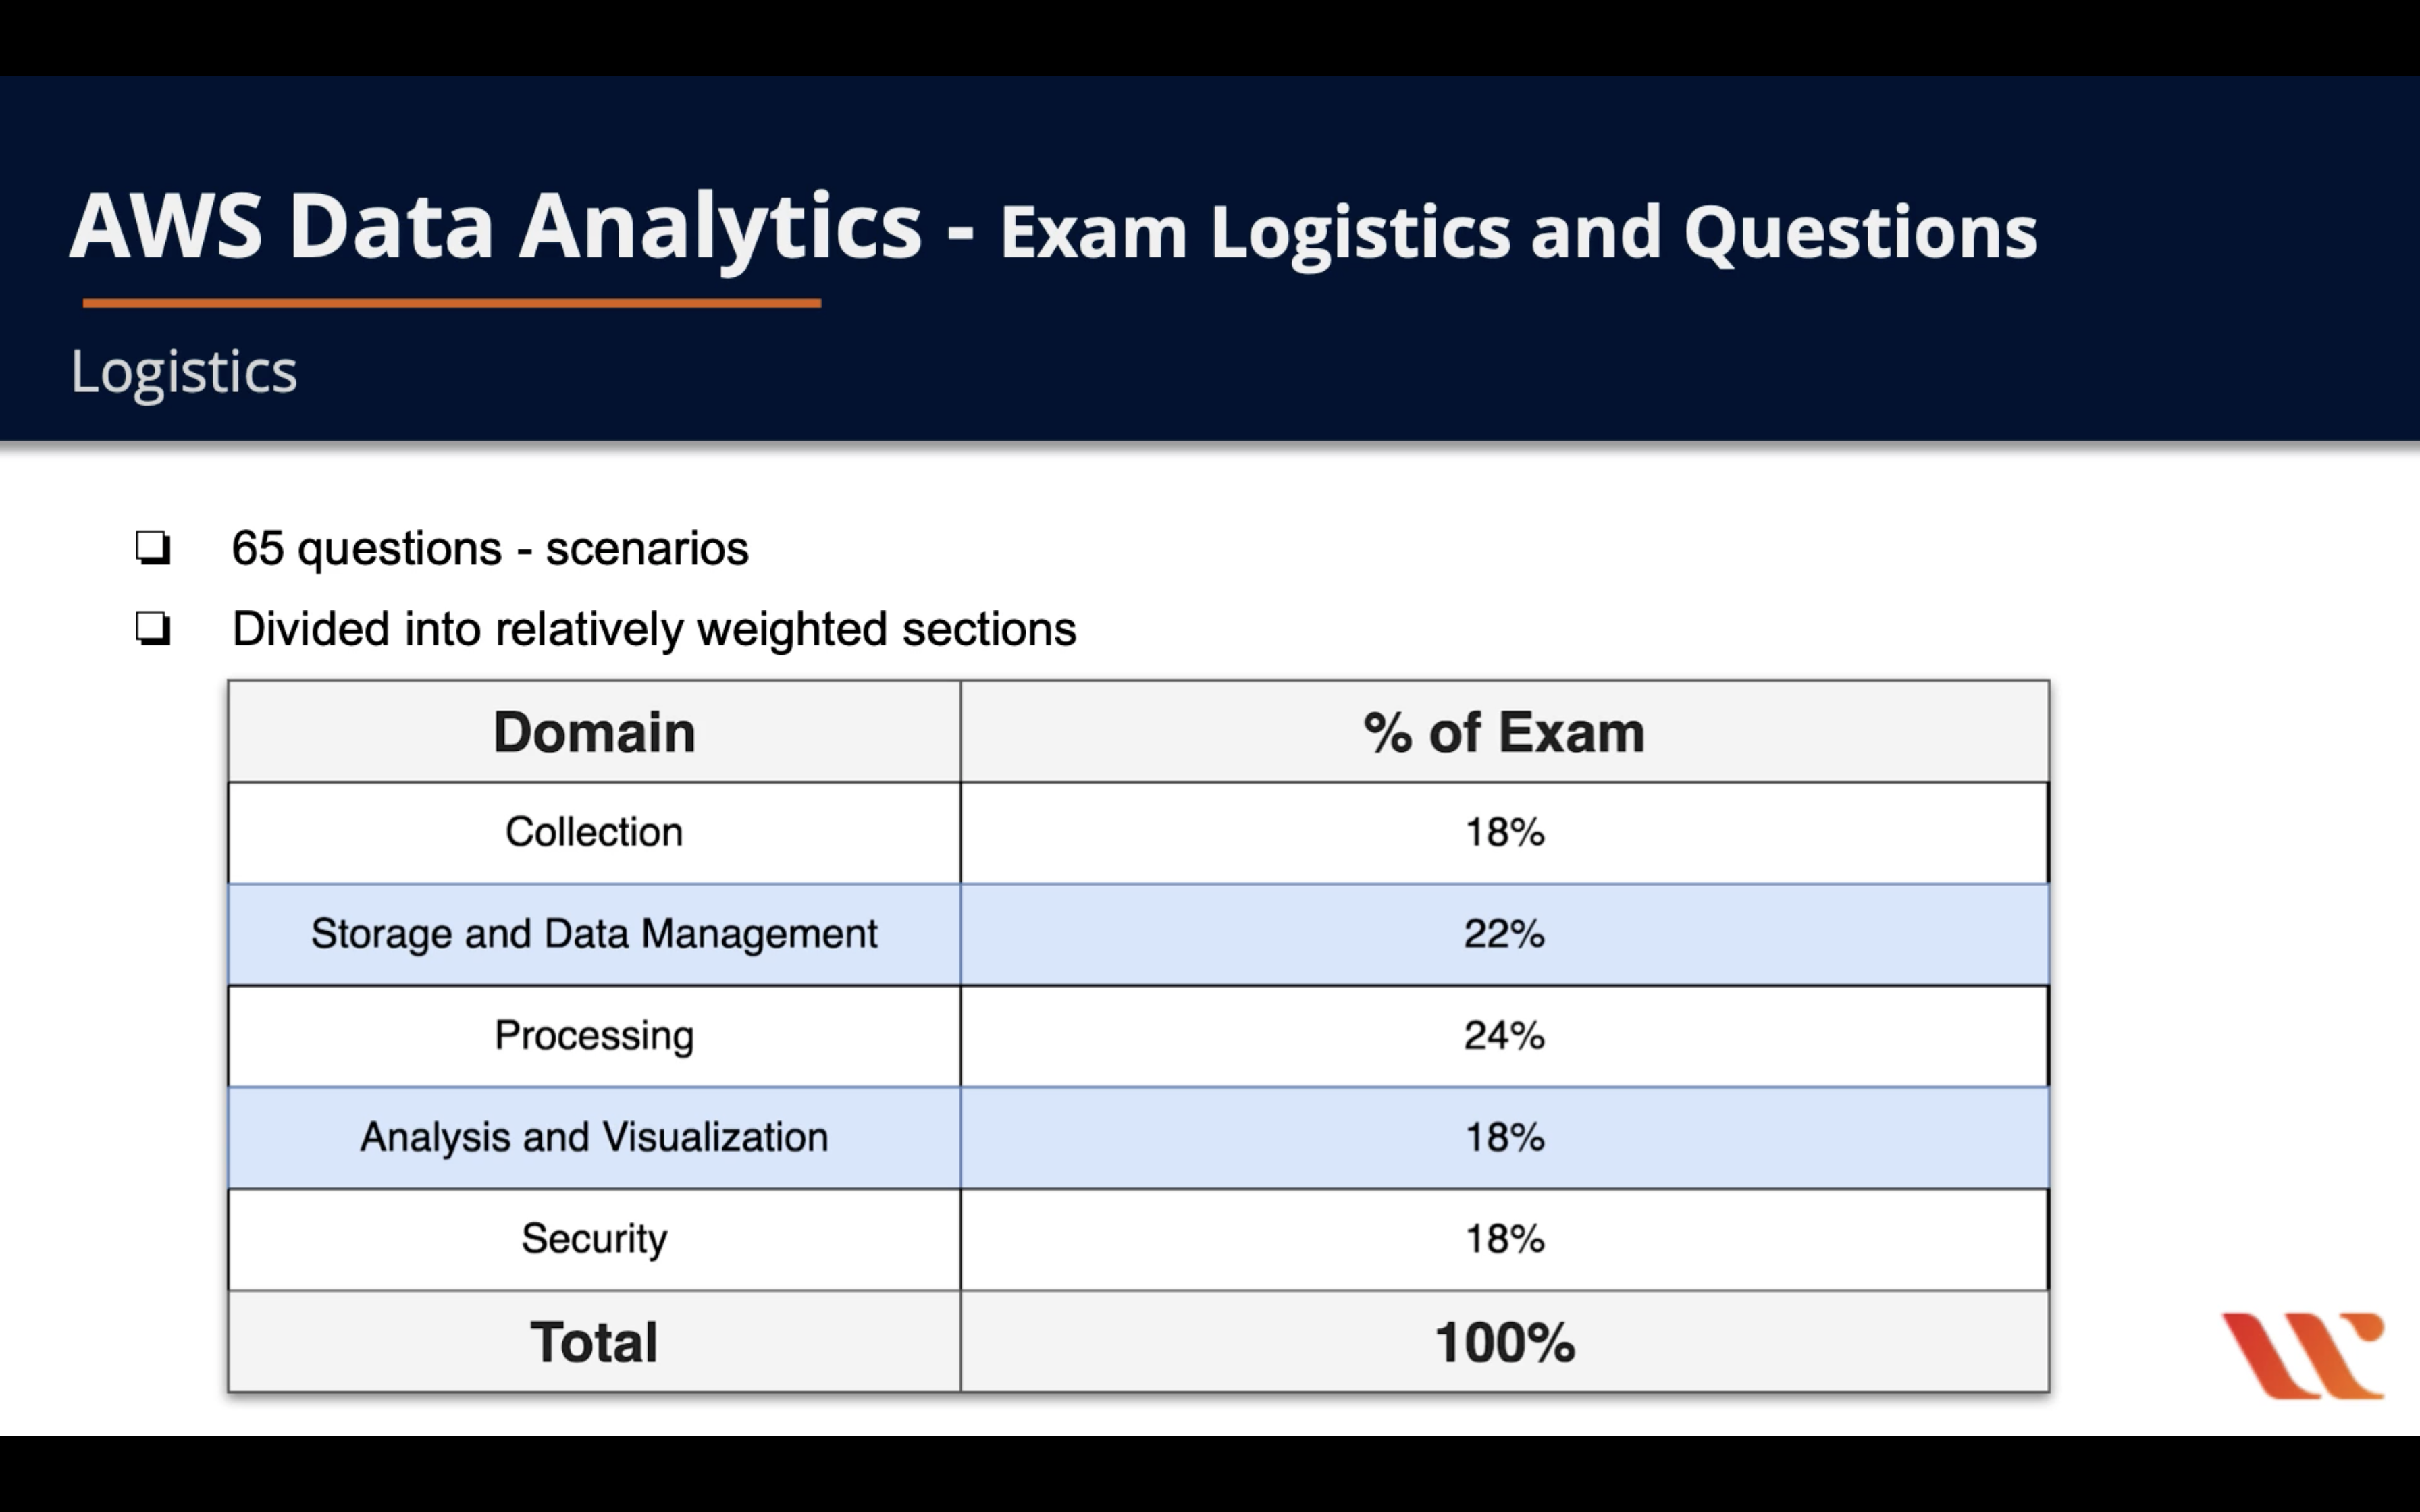 AWS Data Analytics - Exam Logistics and Questions
Logistics
65 questions - scenarios
Divided into relatively weighted sections
Domain % of Exam
Collection 18%
Storage and Data Management 22%
Processing 24%
Analysis and Visualization 18%
Security 18%
Total 100%